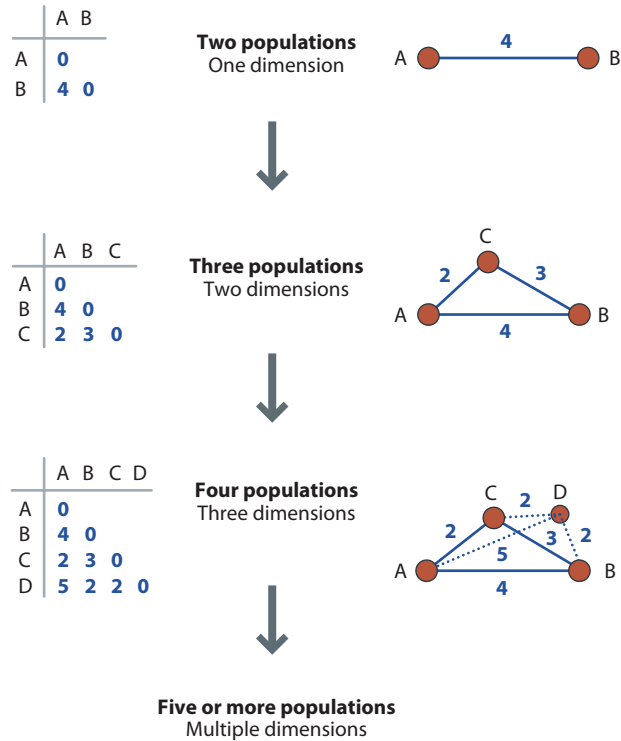 A B
A 0
B 4 0
Two populations
One dimension
A 4 B
A B C
A 0
B 4 0
C 2 3 0
Three populations
Two dimensions
C
2 3
A B
4
A B C D
A 0
B 4 0
C 2 3 0
D 5 2 2 0
Four populations
Three dimensions
C 2 D
2 3 2
5
A B
4
Five or more populations
Multiple dimensions